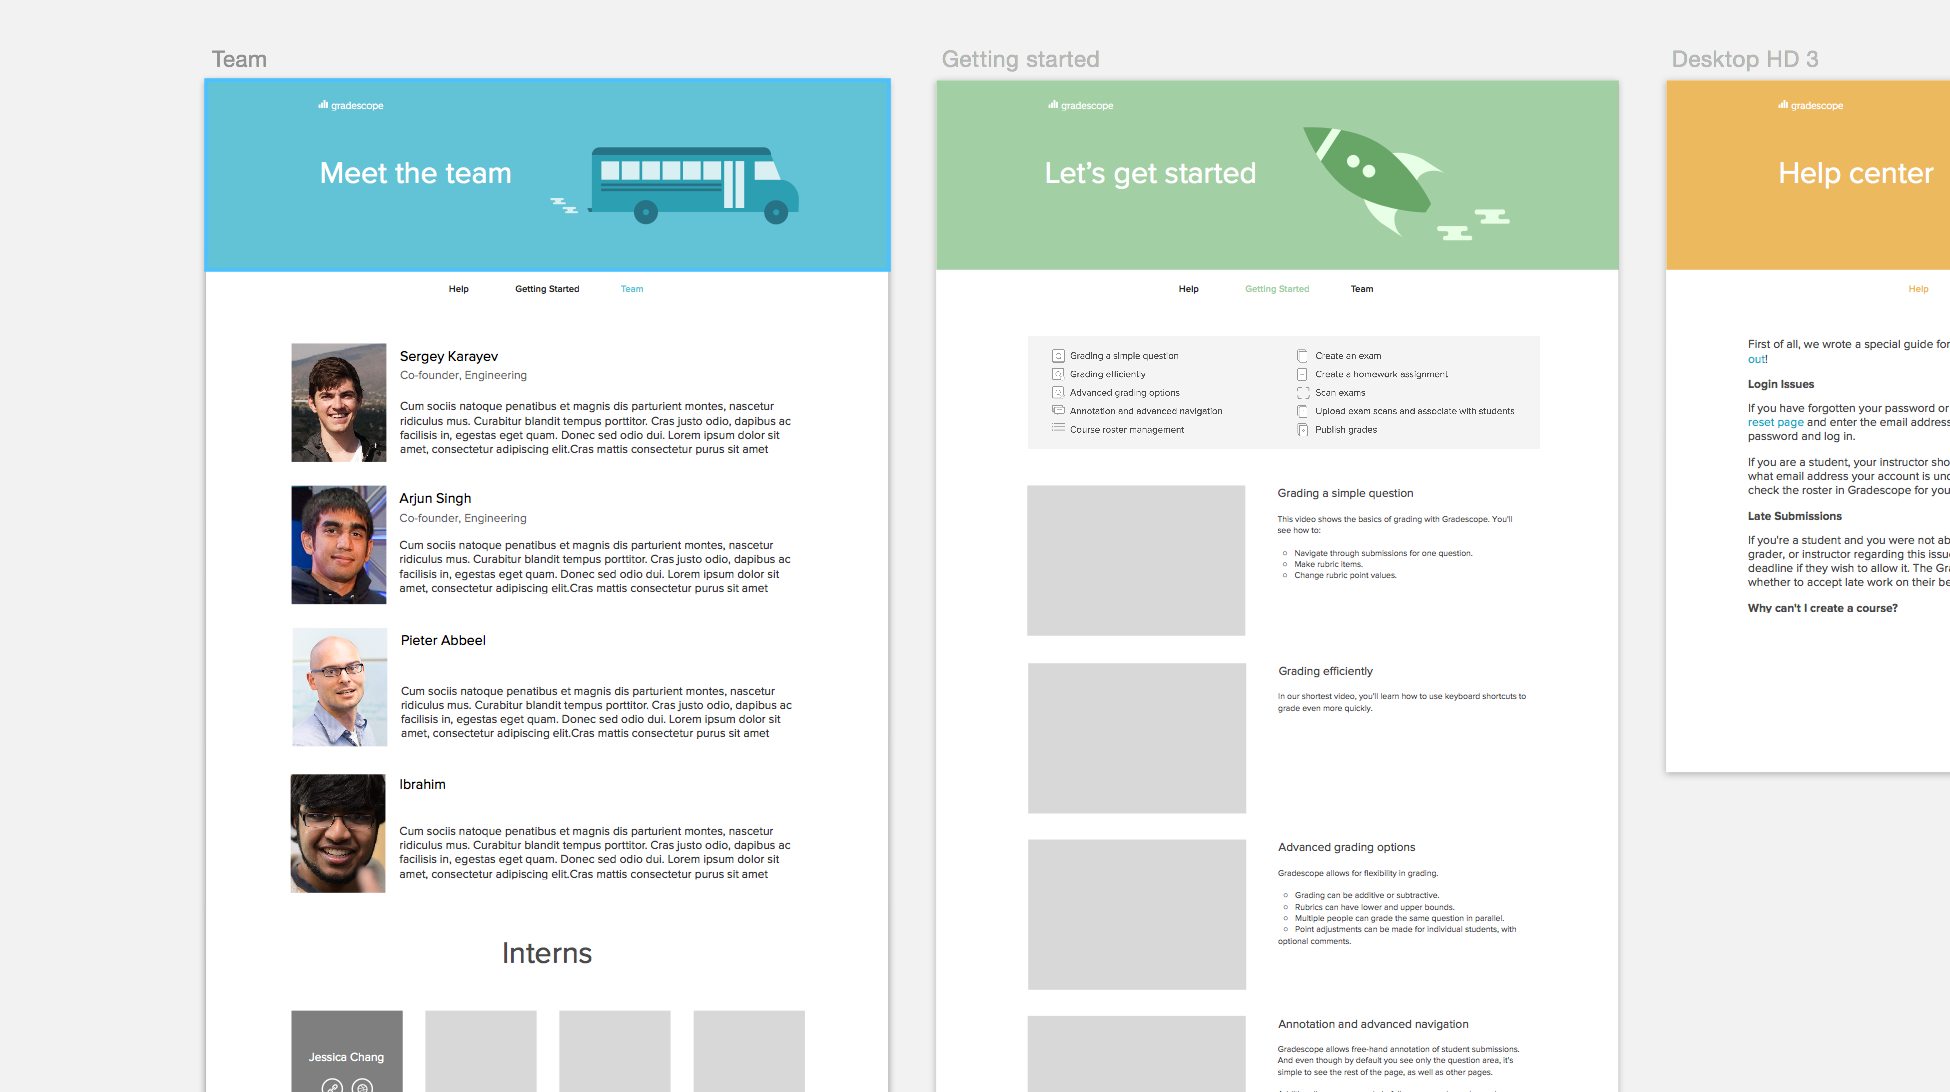 Team
gradescope
Meet the team
Help Getting Started Team
Sergey Karayev
Co-founder, Engineering
Cum sociis natoque penatibus et magnis dis parturient montes, nascetur
ridiculus mus. Curabitur blandit tempus porttitor. Cras justo odio, dapibus ac
facilisis in, egestas eget quam. Donec sed odio dui. Lorem ipsum dolor sit
amet, consectetur adipiscing elit.Cras mattis consectetur purus sit amet
Arjun Singh
Co-founder, Engineering
Cum sociis natoque penatibus et magnis dis parturient montes, nascetur
ridiculus mus. Curabitur blandit tempus porttitor. Cras justo odio, dapibus ac
facilisis in, egestas eget quam. Donec sed odio dui. Lorem ipsum dolor sit
amet, consectetur adipiscing elit.Cras mattis consectetur purus sit amet
Pieter Abbeel
Cum sociis natoque penatibus et magnis dis parturient montes, nascetur
ridiculus mus. Curabitur blandit tempus porttitor. Cras justo odio, dapibus ac
facilisis in, egestas eget quam. Donec sed odio dui. Lorem ipsum dolor sit
amet, consectetur adipiscing elit.Cras mattis consectetur purus sit amet
Ibrahim
Cum sociis natoque penatibus et magnis dis parturient montes, nascetur
ridiculus mus. Curabitur blandit tempus porttitor. Cras justo odio, dapibus ac
facilisis in, egestas eget quam. Donec sed odio dui. Lorem ipsum dolor sit
amet, consectetur adipiscing elit.Cras mattis consectetur purus sit amet
Interns
Jessica Chang
Getting started
gradescope
Let's get started
Help Getting Started Team
Grading a simple question
Grading efficiently
Advanced grading options
Annotation and advanced navigation
Course roster management
Create an exam
Create a homework assignment
Scan exams
Upload exam scans and associate with students
Publish grades
Grading a simple question
This video shows the basics of grading with Gradescope. You'll
see how to:
Navigate through submissions for one question.
Make rubric items.
Change rubric point values.
Grading efficiently
In our shortest video, you'll learn how to use keyboard shortcuts to
grade even more quickly.
Advanced grading options
Gradescope allows for flexibility in grading.
Grading can be additive or subtractive.
Rubrics can have lower and upper bounds.
Multiple people can grade the same question in parallel.
Point adjustments can be made for individual students, with
optional comments.
Annotation and advanced navigation
Gradescope allows free-hand annotation of student submissions.
And even though by default you see only the question area, it's
simple to see the rest of the page, as well as other pages.
Desktop HD 3
gradescope
Help center
Help
First of all, we wrote a special guide for
out!
Login Issues
If you have forgotten your password or
reset page and enter the email address
password and log in.
If you are a student, your instructor sho
what email address your account is und
check the roster in Gradescope for you
Late Submissions
If you're a student and you were not ab
grader, or instructor regarding this issu
deadline if they wish to allow it. The Gra
whether to accept late work on their be
Why can't I create a course?